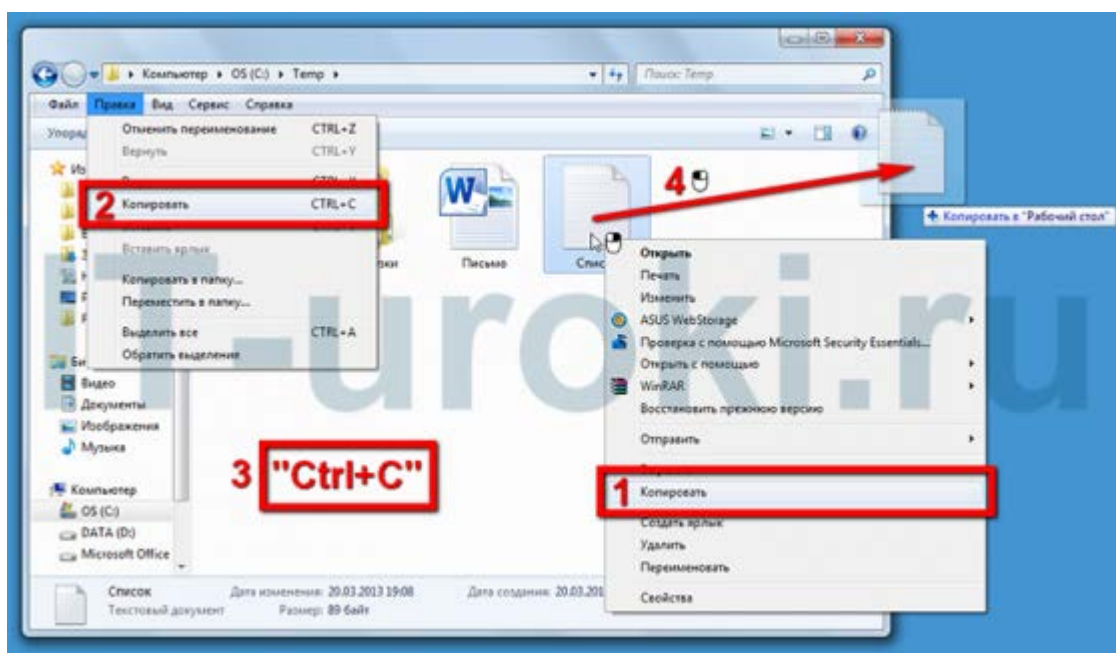 Компьютер ▸ OS (C:) ▸ Temp ▸
Поиск: Temp
Файл Правка Вид Сервис Справка
Отменить переименование CTRL+Z
Вернуть CTRL+Y
2 Копировать CTRL+C
Вставить ярлык
Копировать в папку...
Переместить в папку...
Выделить все CTRL+A
Обратить выделение
Видео
Документы
Изображения
Музыка
Компьютер
OS (C:)
DATA (D:)
Microsoft Office
Письмо
4
Копировать в "Рабочий стол"
Открыть
Печать
Изменить
ASUS WebStorage
Проверка с помощью Microsoft Security Essentials...
Открыть с помощью
WinRAR
Восстановить прежнюю версию
Отправить
1 Копировать
Создать ярлык
Удалить
Переименовать
Свойства
3 "Ctrl+C"
Список Дата изменения: 20.03.2013 19:08 Дата создания: 20.03.201
Текстовый документ Размер: 89 байт
IT-uroki.ru